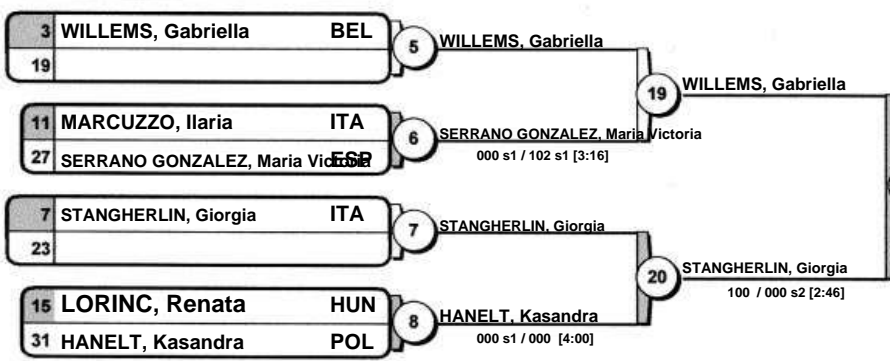 3 WILLEMS, Gabriella BEL
19
5
WILLEMS, Gabriella
11 MARCUZZO, Ilaria ITA
27 SERRANO GONZALEZ, Maria Victoria ESP
6
SERRANO GONZALEZ, Maria Victoria
000 s1 / 102 s1 [3:16]
19
WILLEMS, Gabriella
7 STANGHERLIN, Giorgia ITA
23
7
STANGHERLIN, Giorgia
15 LORINC, Renata HUN
31 HANELT, Kasandra POL
8
HANELT, Kasandra
000 s1 / 000 [4:00]
20
STANGHERLIN, Giorgia
100 / 000 s2 [2:46]